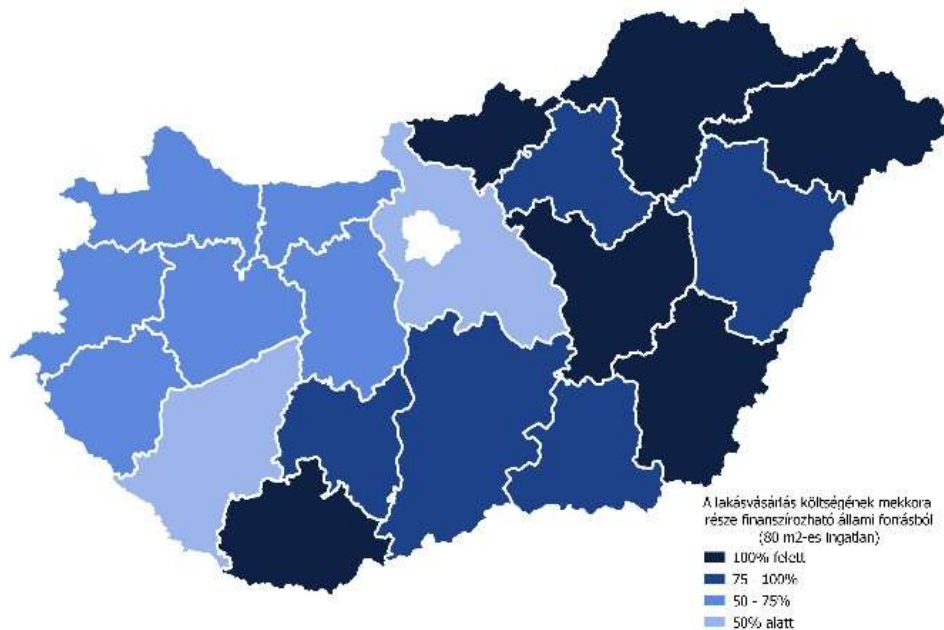 A lakásvásárlás költségének mekkora
része finanszírozható állami forrásból
(80 m2-es ingatlan)
100% felett
75 - 100%
50 - 75%
50% alatt